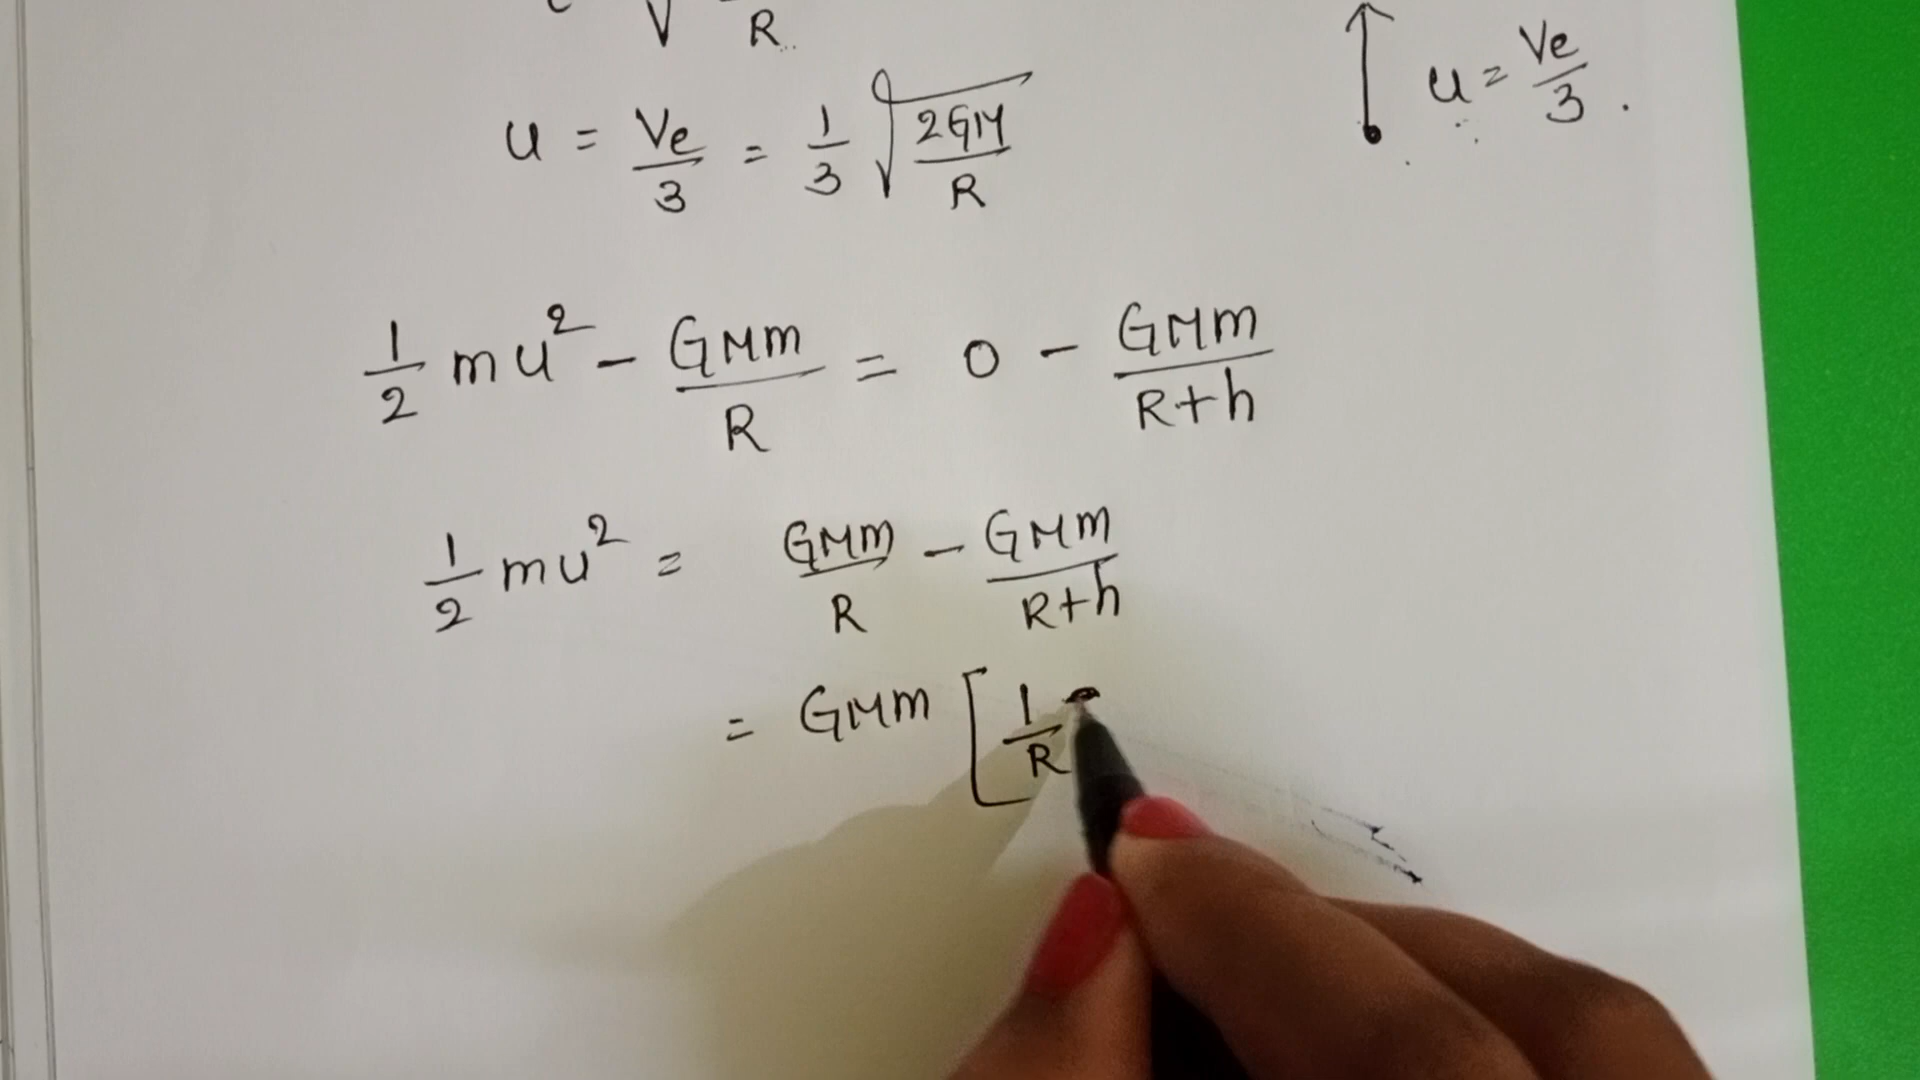 √ R
u = Ve/3 = 1/3 √(2GM/R)
u = Ve/3 .
1/2 mu² - GMm/R = 0 - GMm/(R+h)
1/2 mu² = GMm/R - GMm/(R+h)
= GMm [ 1/R -